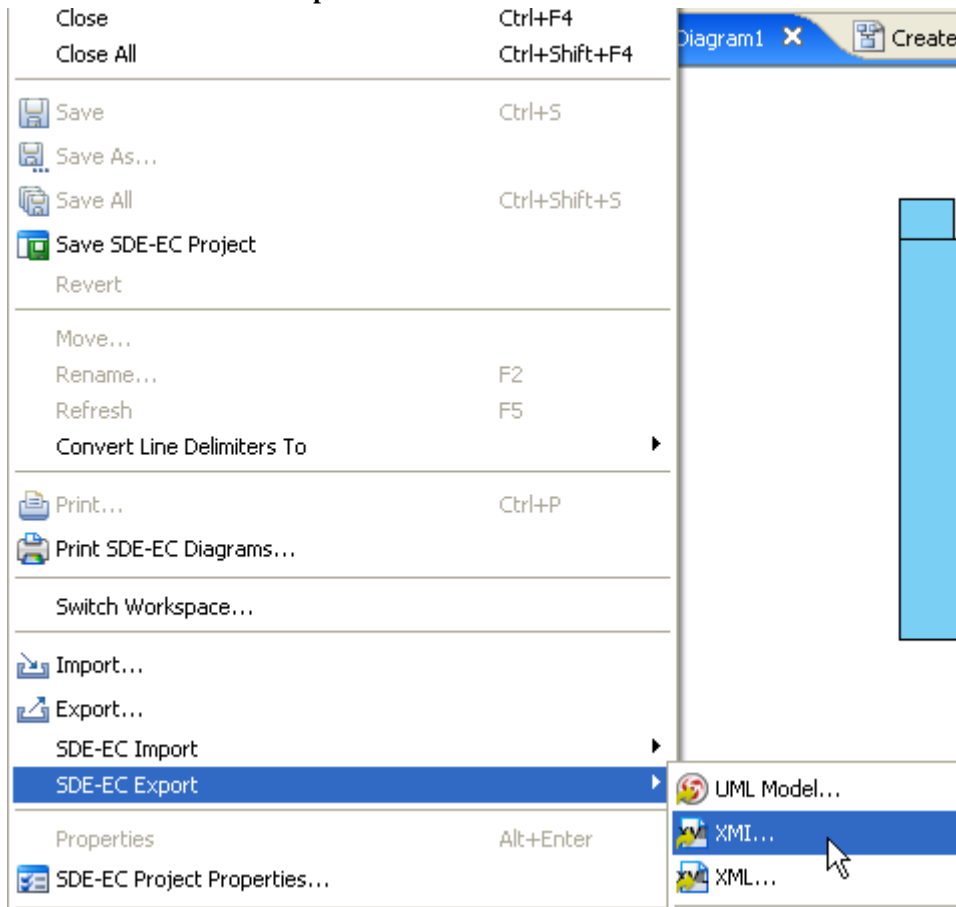 Close Ctrl+F4
Close All Ctrl+Shift+F4
Diagram1 Create
Save Ctrl+S
Save As...
Save All Ctrl+Shift+S
Save SDE-EC Project
Revert
Move...
Rename... F2
Refresh F5
Convert Line Delimiters To
Print... Ctrl+P
Print SDE-EC Diagrams...
Switch Workspace...
Import...
Export...
SDE-EC Import
SDE-EC Export
UML Model...
XMI...
XML...
Properties Alt+Enter
SDE-EC Project Properties...